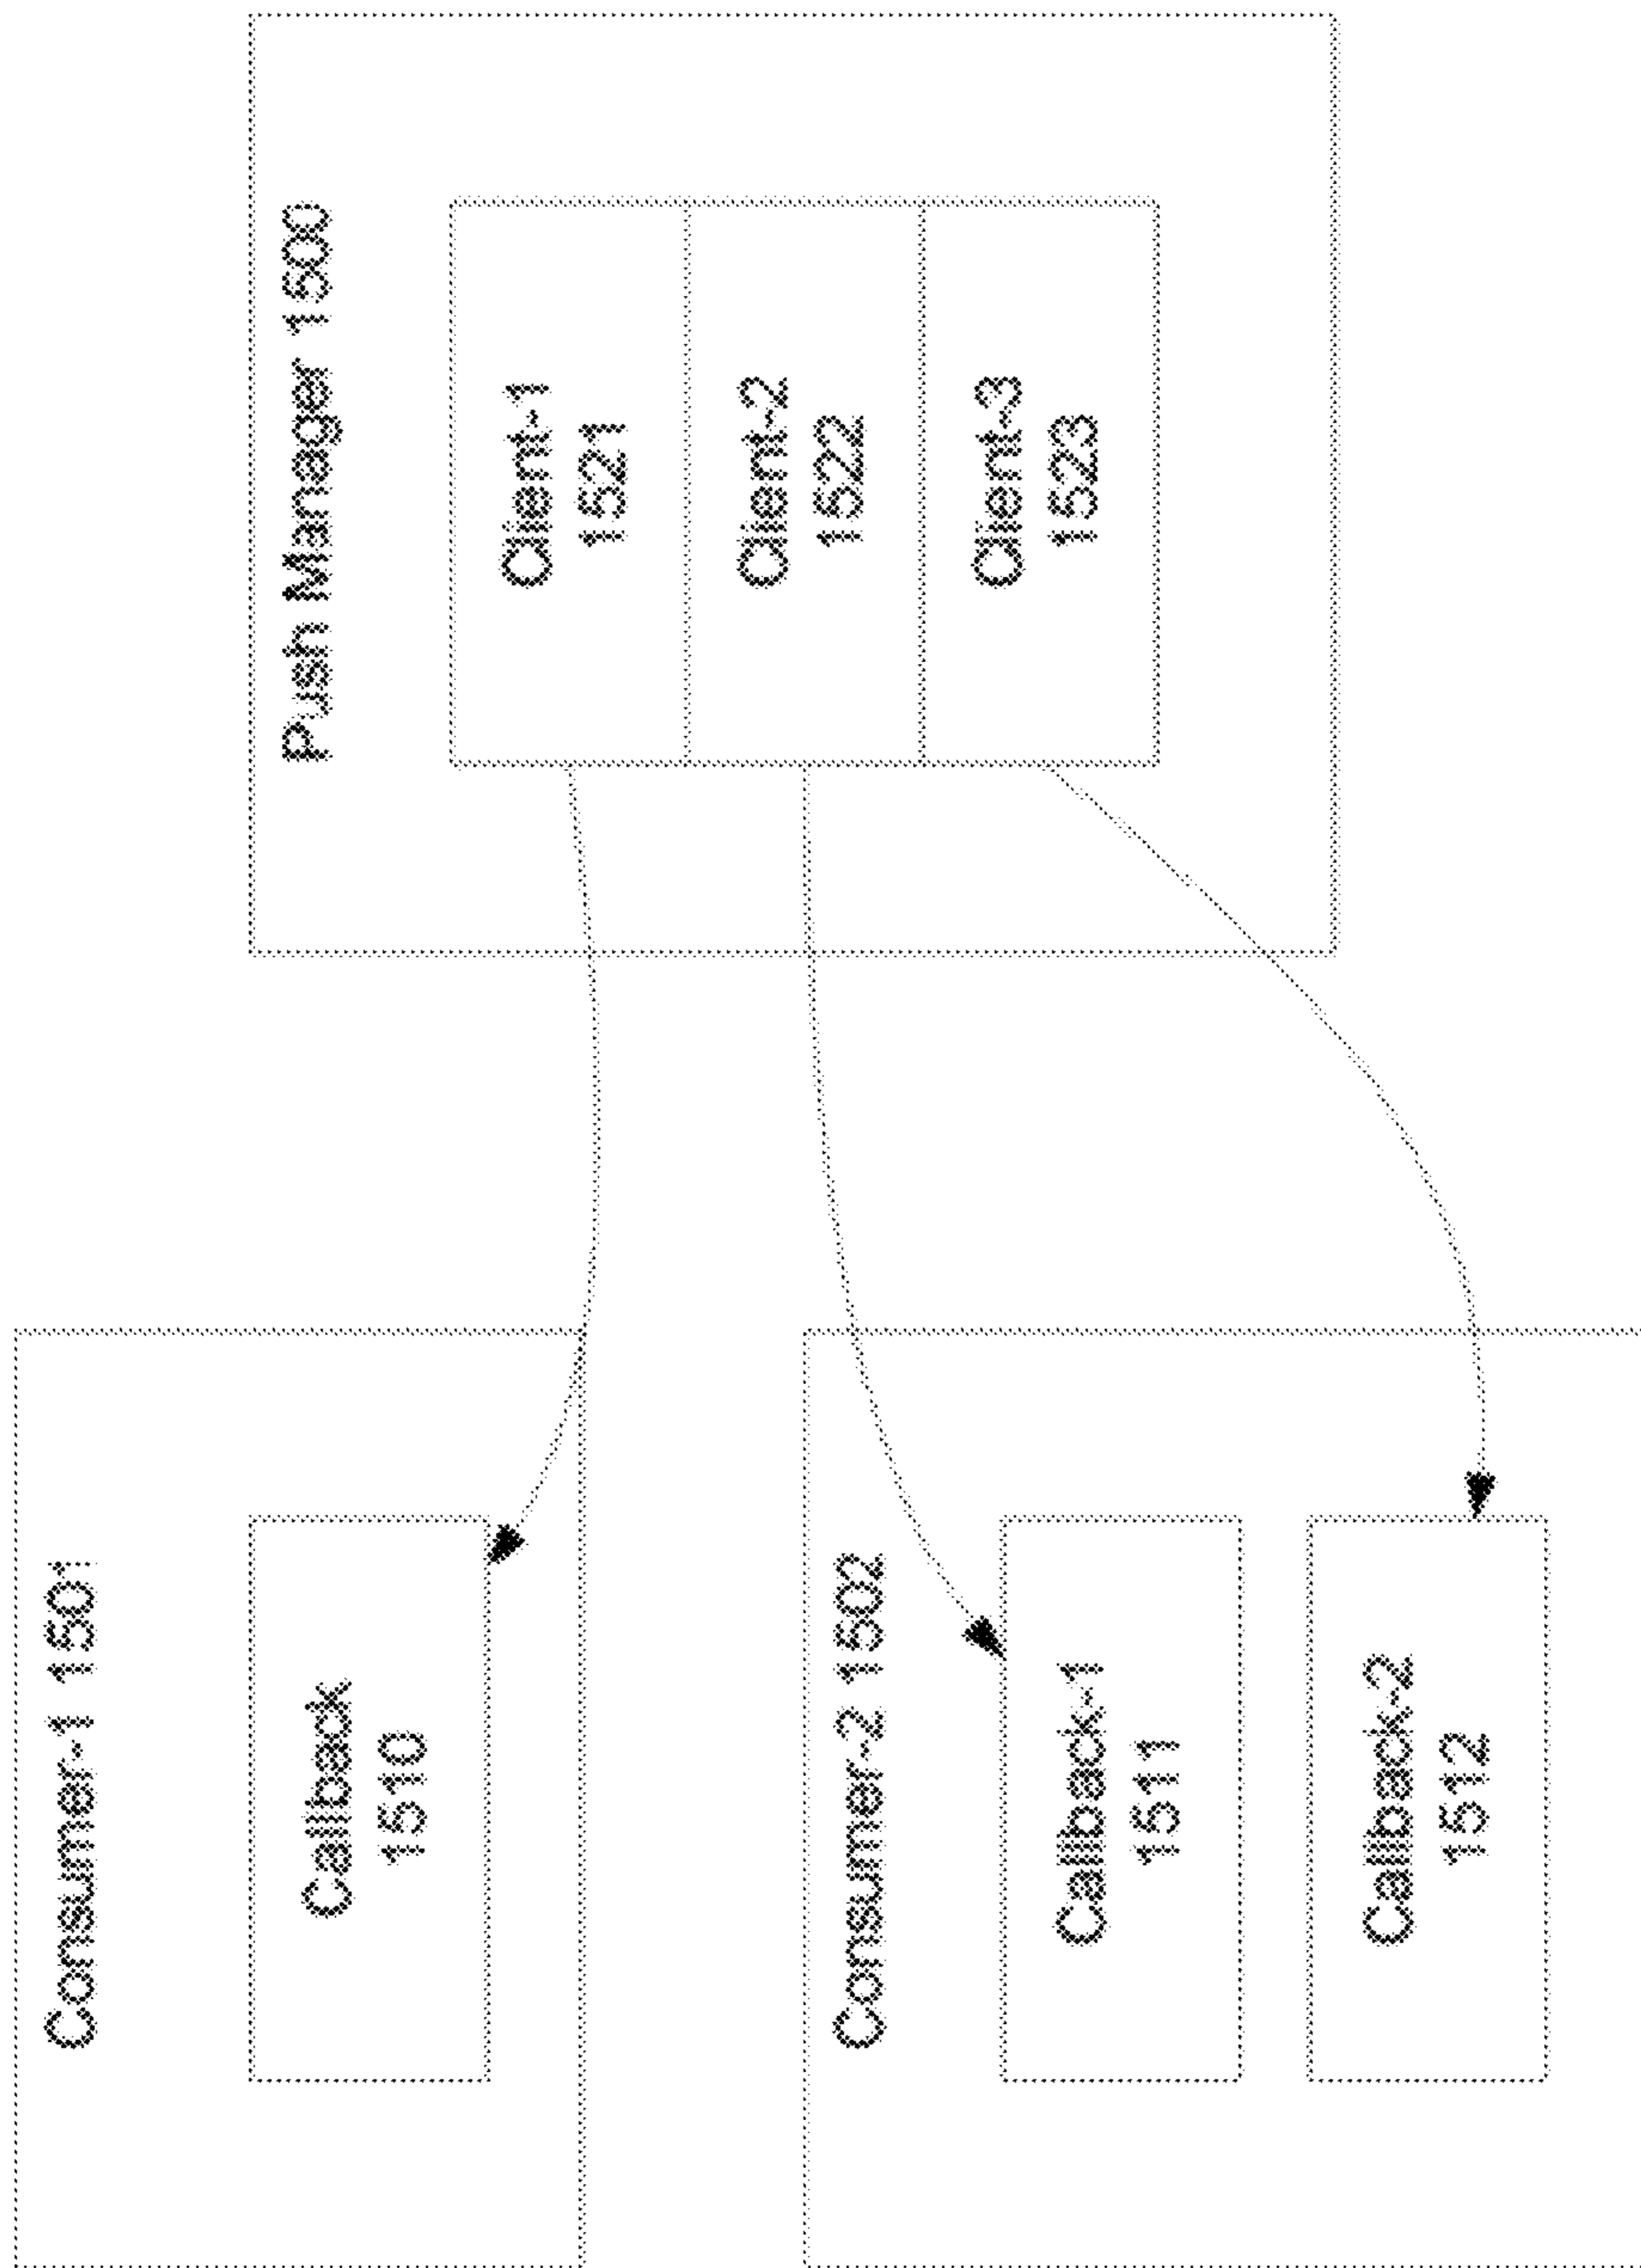 Consumer-1 1501
Callback
1510
Consumer-2 1502
Callback-1
1511
Callback-2
1512
Push Manager 1500
Client-1
1521
Client-2
1522
Client-3
1523